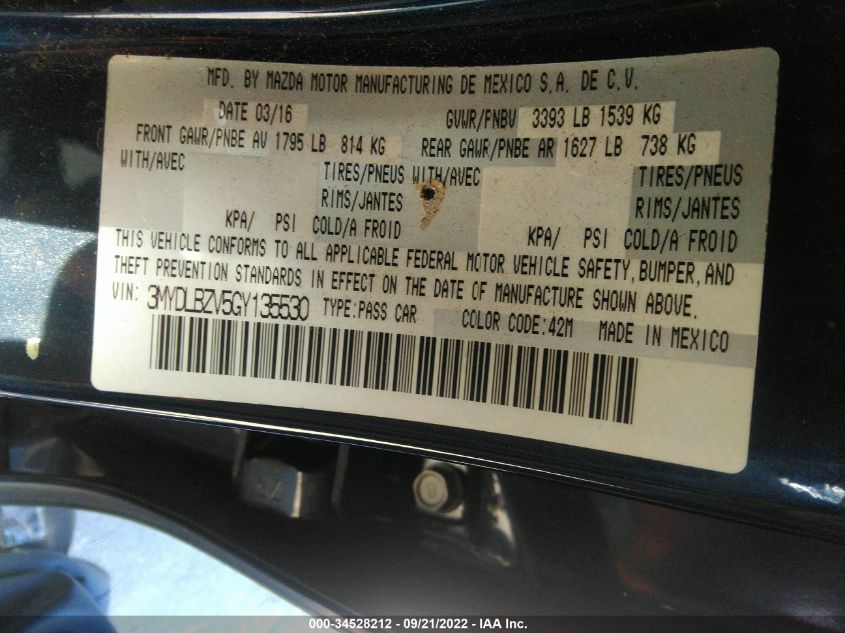 MFD. BY MAZDA MOTOR MANUFACTURING DE MEXICO S.A. DE C.V.
DATE 03/16 GVWR/PNBV 3393 LB 1539 KG
FRONT GAWR/PNBE AV 1795 LB 814 KG REAR GAWR/PNBE AR 1627 LB 738 KG
WITH/AVEC TIRES/PNEUS WITH/AVEC TIRES/PNEUS
RIMS/JANTES RIMS/JANTES
KPA/ PSI COLD/A FROID KPA/ PSI COLD/A FROID
THIS VEHICLE CONFORMS TO ALL APPLICABLE FEDERAL MOTOR VEHICLE SAFETY, BUMPER, AND
THEFT PREVENTION STANDARDS IN EFFECT ON THE DATE OF MANUFACTURE SHOWN ABOVE.
VIN: 3MYDLBZV5GY135530 TYPE:PASS CAR COLOR CODE:42M MADE IN MEXICO
000-34528212 - 09/21/2022 - IAA Inc.